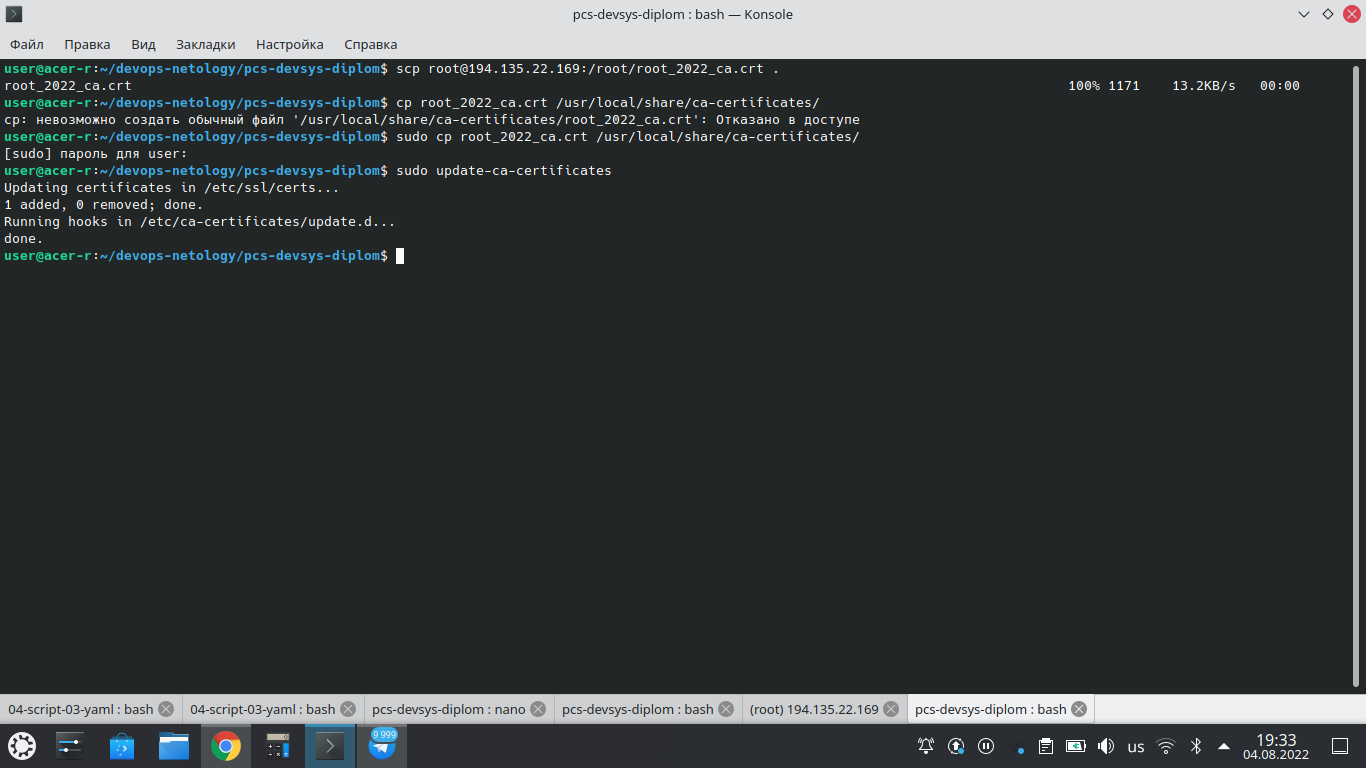 pcs-devsys-diplom : bash — Konsole
Файл Правка Вид Закладки Настройка Справка
user@acer-r:~/devops-netology/pcs-devsys-diplom$ scp root@194.135.22.169:/root/root_2022_ca.crt .
root_2022_ca.crt 100% 1171 13.2KB/s 00:00
user@acer-r:~/devops-netology/pcs-devsys-diplom$ cp root_2022_ca.crt /usr/local/share/ca-certificates/
cp: невозможно создать обычный файл '/usr/local/share/ca-certificates/root_2022_ca.crt': Отказано в доступе
user@acer-r:~/devops-netology/pcs-devsys-diplom$ sudo cp root_2022_ca.crt /usr/local/share/ca-certificates/
[sudo] пароль для user:
user@acer-r:~/devops-netology/pcs-devsys-diplom$ sudo update-ca-certificates
Updating certificates in /etc/ssl/certs...
1 added, 0 removed; done.
Running hooks in /etc/ca-certificates/update.d...
done.
user@acer-r:~/devops-netology/pcs-devsys-diplom$
04-script-03-yaml : bash 04-script-03-yaml : bash pcs-devsys-diplom : nano pcs-devsys-diplom : bash (root) 194.135.22.169 pcs-devsys-diplom : bash
9 999
us
19:33
04.08.2022